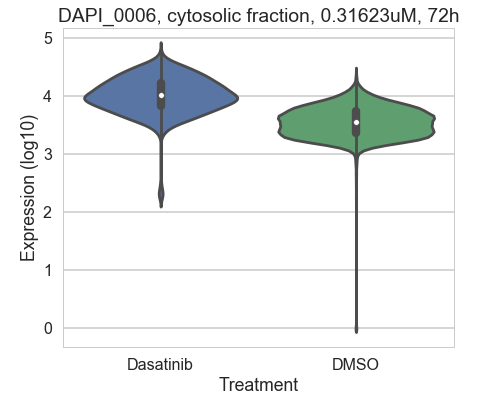 DAPI_0006, cytosolic fraction, 0.31623uM, 72h
5
4
3
2
1
0
Expression (log10)
Dasatinib DMSO
Treatment